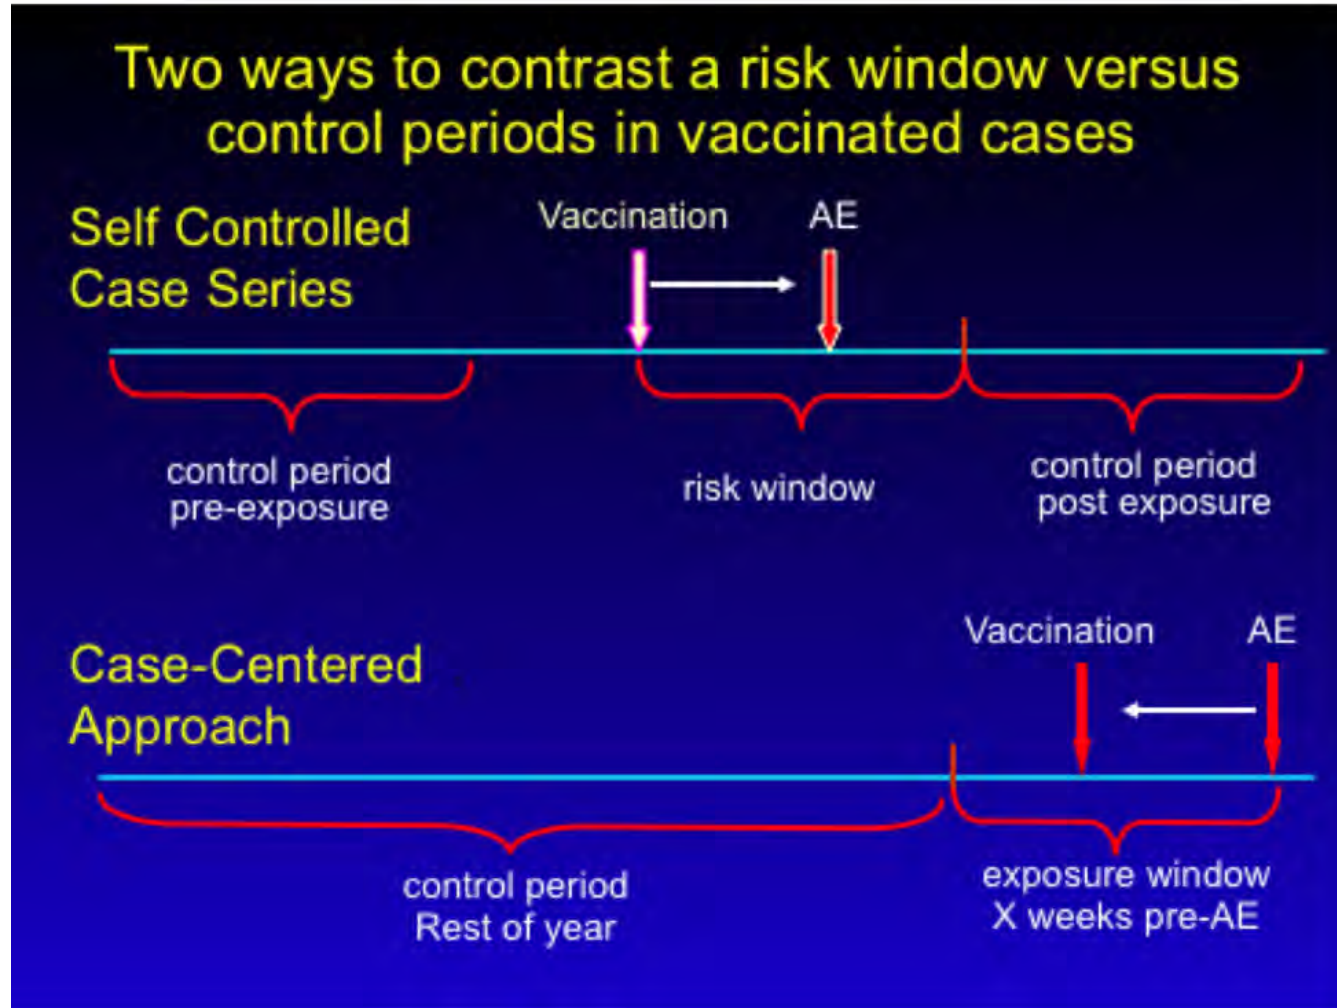 Two ways to contrast a risk window versus
control periods in vaccinated cases
Self Controlled
Case Series
Vaccination
AE
control period
pre-exposure
risk window
control period
post exposure
Case-Centered
Approach
Vaccination
AE
control period
Rest of year
exposure window
X weeks pre-AE